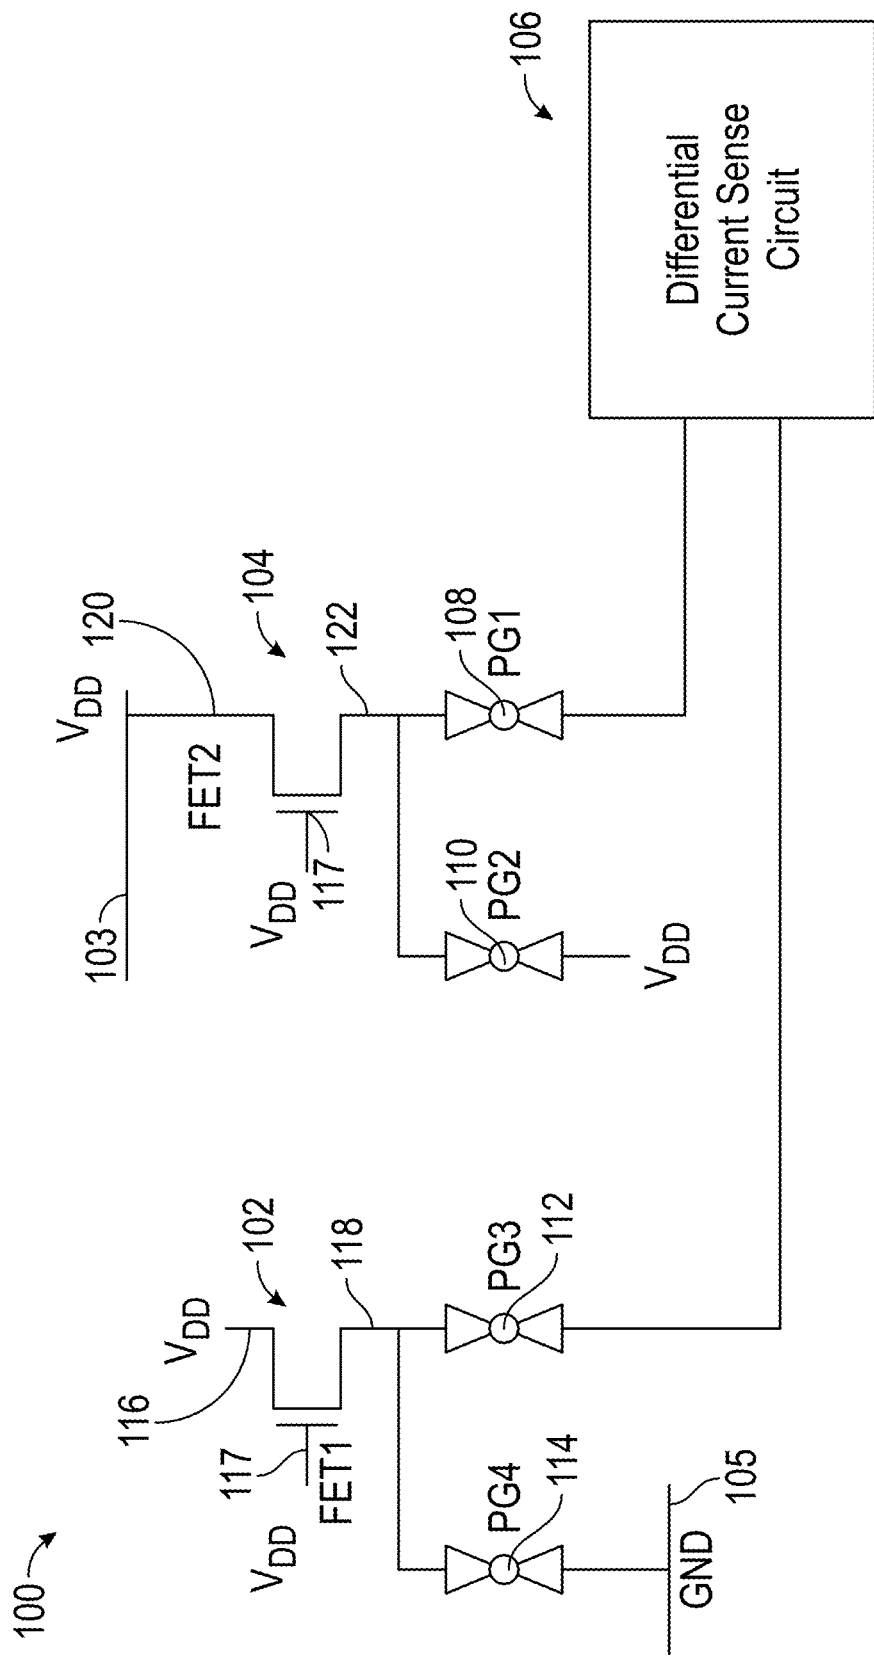 100
103
V_DD
120
FET2
104
V_DD
117
122
110
PG2
108
PG1
V_DD
106
Differential
Current Sense
Circuit
116
V_DD
102
117
V_DD
FET1
118
PG4
114
PG3
112
GND
105